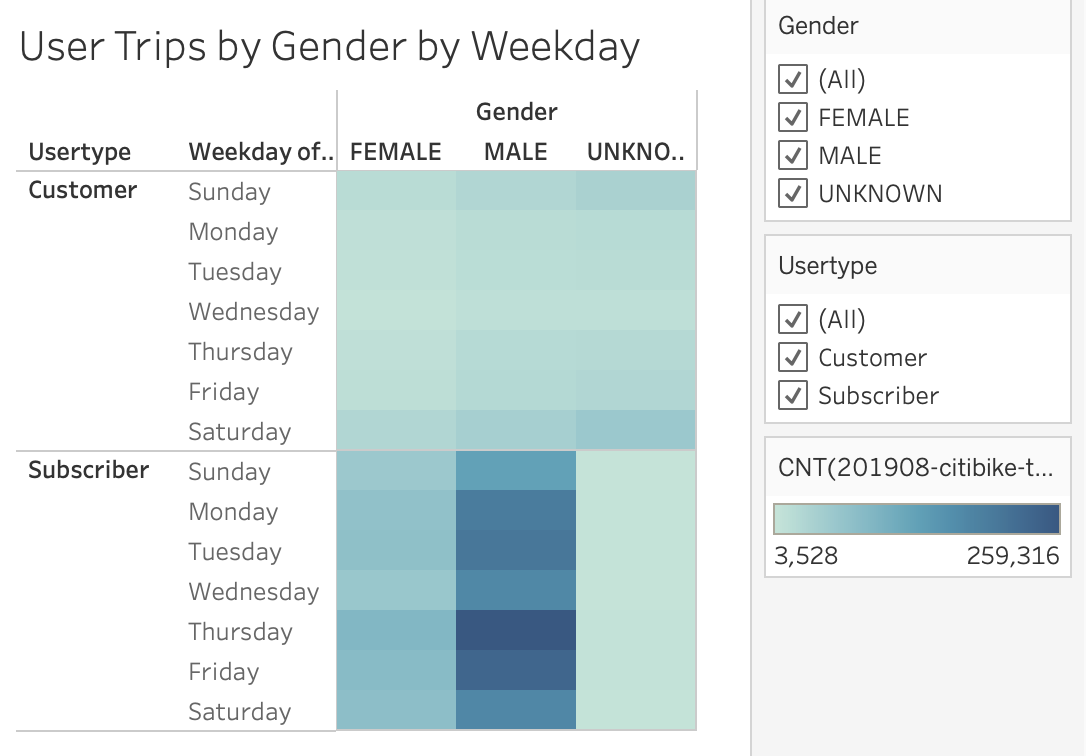 User Trips by Gender by Weekday
Gender
Usertype Weekday of.. FEMALE MALE UNKNO..
Customer Sunday
Monday
Tuesday
Wednesday
Thursday
Friday
Saturday
Subscriber Sunday
Monday
Tuesday
Wednesday
Thursday
Friday
Saturday
Gender
(All)
FEMALE
MALE
UNKNOWN
Usertype
(All)
Customer
Subscriber
CNT(201908-citibike-t...
3,528 259,316